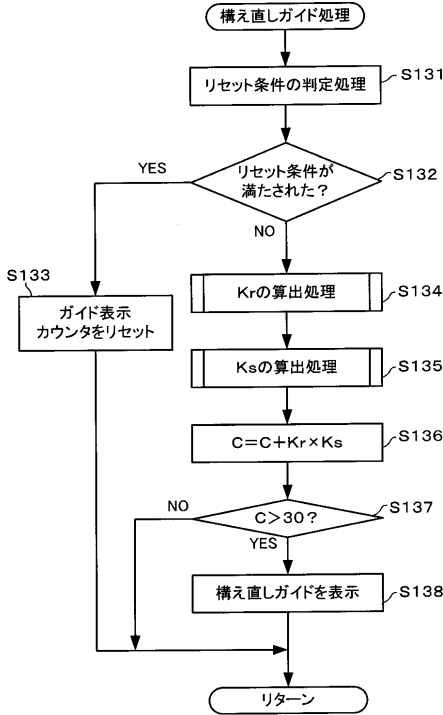 構え直しガイド処理
リセット条件の判定処理
S131
リセット条件が
満たされた?
S132
YES
NO
S133
ガイド表示
カウンタをリセット
Krの算出処理
S134
Ksの算出処理
S135
C=C+Kr×Ks
S136
C>30?
S137
NO
YES
構え直しガイドを表示
S138
リターン